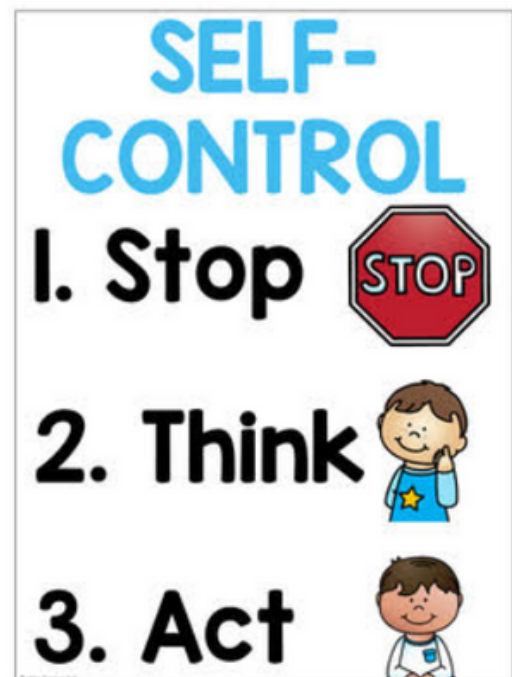 SELF-
CONTROL
1. Stop
STOP
2. Think
3. Act